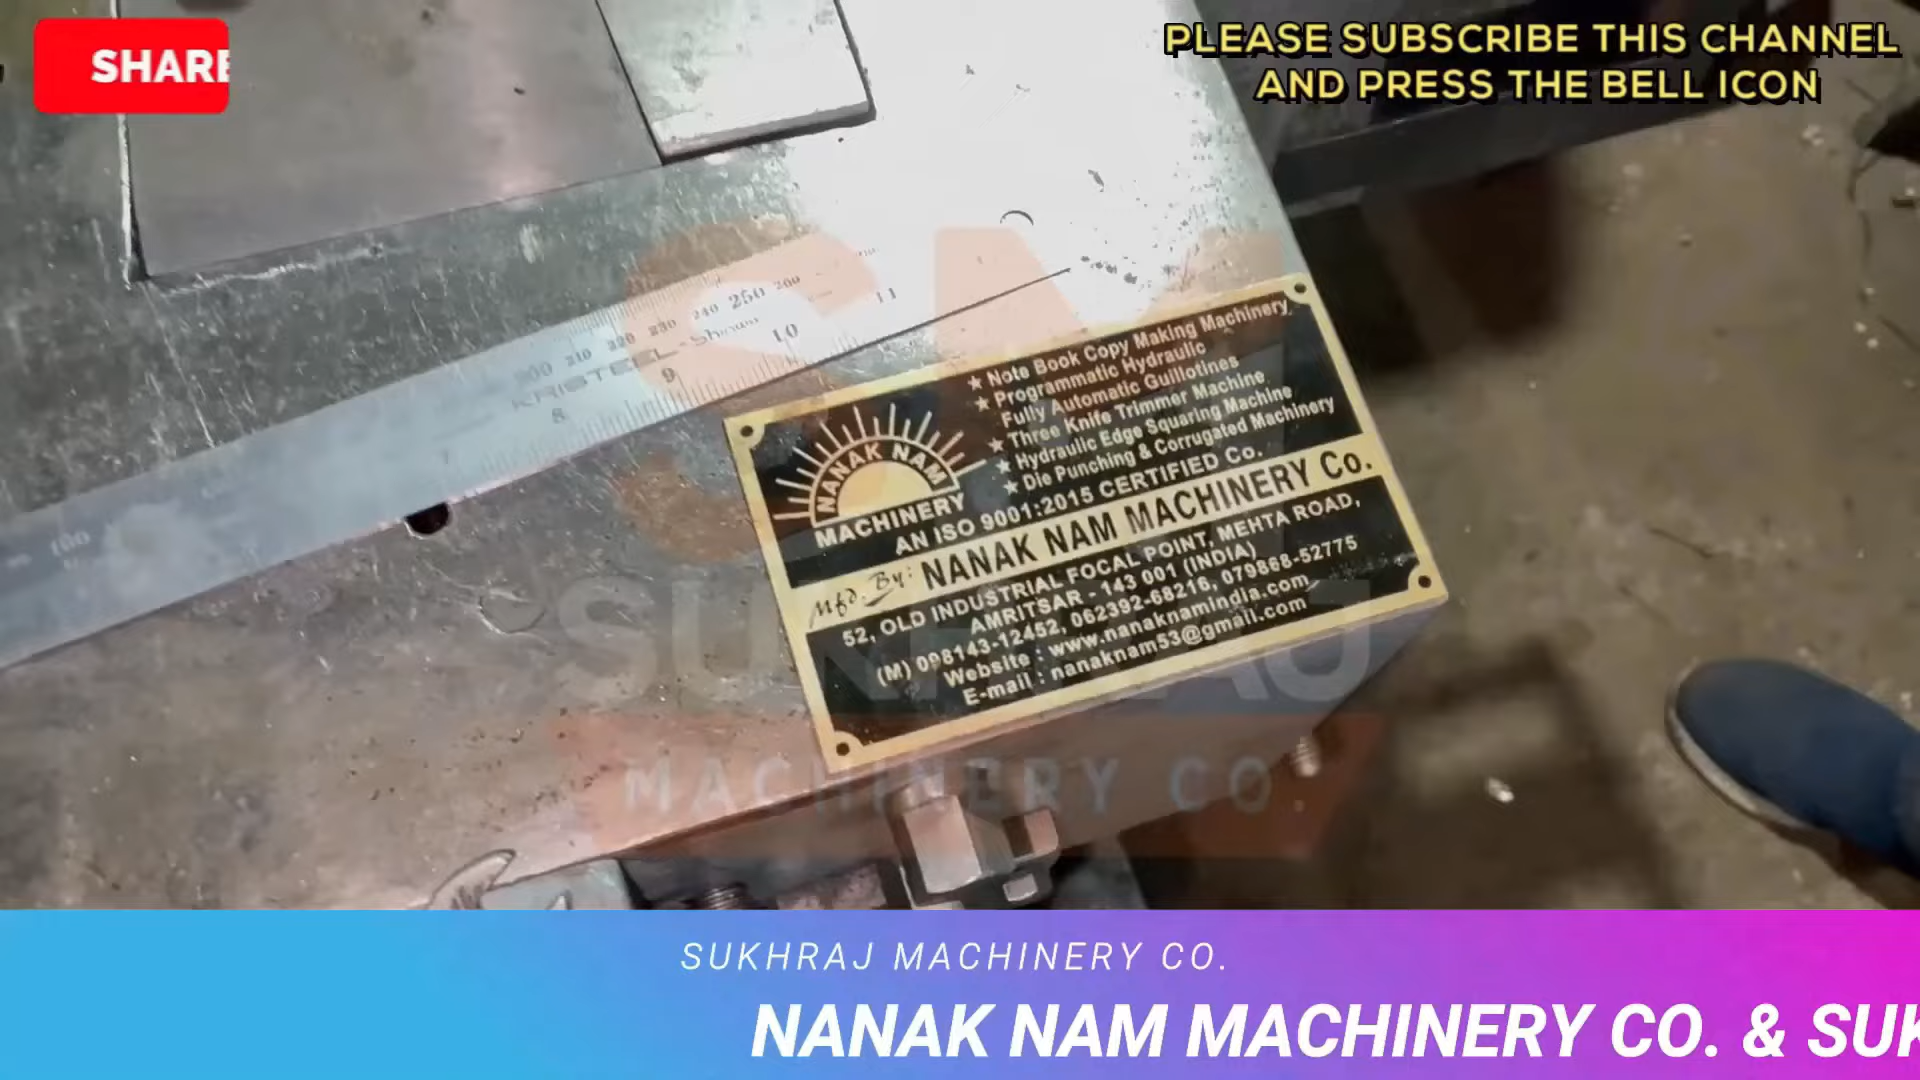 SHARE
PLEASE SUBSCRIBE THIS CHANNEL
AND PRESS THE BELL ICON
100
200 210 220 230 240 250 260
KRISTEEL-Shinwa
8 9 10 11
★ Note Book Copy Making Machinery
★ Programmatic Hydraulic
Fully Automatic Guillotines
★ Three Knife Trimmer Machine
★ Hydraulic Edge Squaring Machine
★ Die Punching & Corrugated Machinery
NANAK NAM
MACHINERY
AN ISO 9001:2015 CERTIFIED Co.
Mfd. By: NANAK NAM MACHINERY Co.
52, OLD INDUSTRIAL FOCAL POINT, MEHTA ROAD,
AMRITSAR - 143 001 (INDIA)
(M) 098143-12452, 062392-68216, 079868-52775
Website : www.nanaknamindia.com
E-mail : nanaknam53@gmail.com
SM
SUKHRAJ
MACHINERY CO.
SUKHRAJ MACHINERY CO.
NANAK NAM MACHINERY CO. & SUK